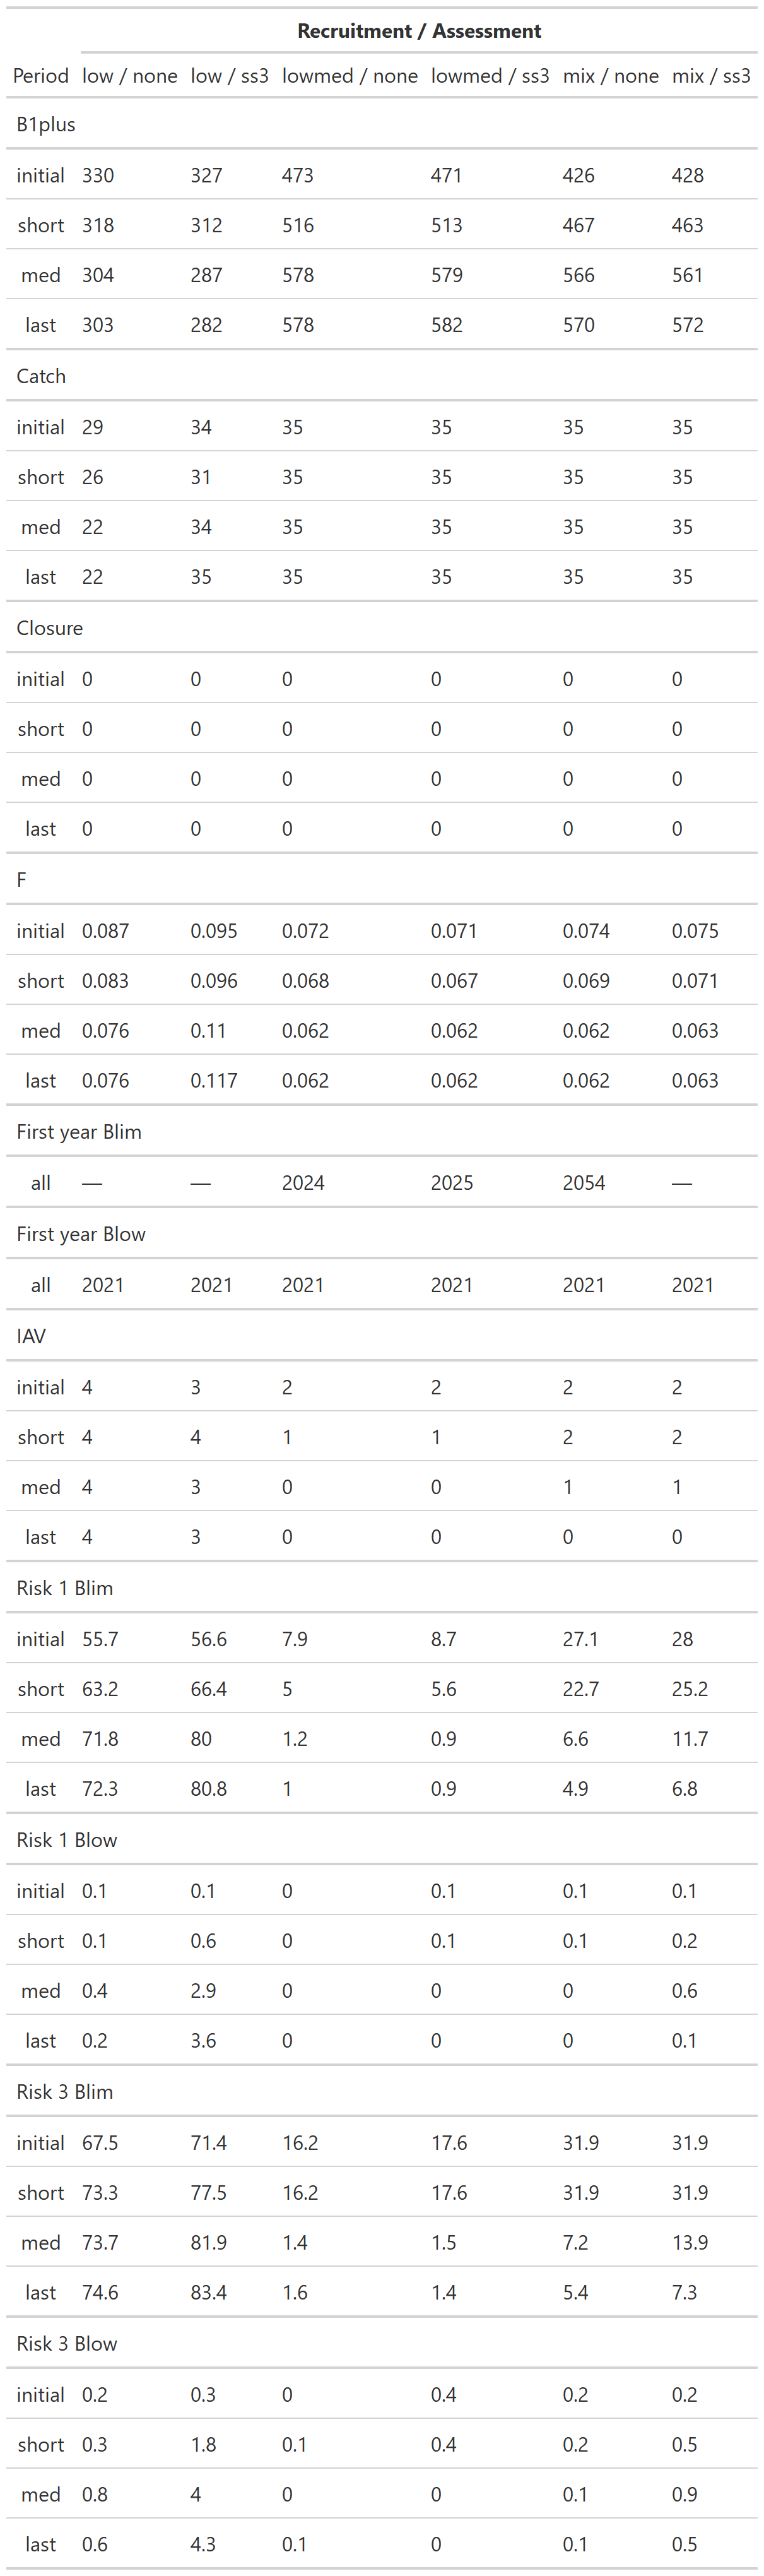 Recruitment / Assessment
Period low / none low / ss3 lowmed / none lowmed / ss3 mix / none mix / ss3
B1plus
initial 330 327 473 471 426 428
short 318 312 516 513 467 463
med 304 287 578 579 566 561
last 303 282 578 582 570 572
Catch
initial 29 34 35 35 35 35
short 26 31 35 35 35 35
med 22 34 35 35 35 35
last 22 35 35 35 35 35
Closure
initial 0 0 0 0 0 0
short 0 0 0 0 0 0
med 0 0 0 0 0 0
last 0 0 0 0 0 0
F
initial 0.087 0.095 0.072 0.071 0.074 0.075
short 0.083 0.096 0.068 0.067 0.069 0.071
med 0.076 0.11 0.062 0.062 0.062 0.063
last 0.076 0.117 0.062 0.062 0.062 0.063
First year Blim
all — — 2024 2025 2054 —
First year Blow
all 2021 2021 2021 2021 2021 2021
IAV
initial 4 3 2 2 2 2
short 4 4 1 1 2 2
med 4 3 0 0 1 1
last 4 3 0 0 0 0
Risk 1 Blim
initial 55.7 56.6 7.9 8.7 27.1 28
short 63.2 66.4 5 5.6 22.7 25.2
med 71.8 80 1.2 0.9 6.6 11.7
last 72.3 80.8 1 0.9 4.9 6.8
Risk 1 Blow
initial 0.1 0.1 0 0.1 0.1 0.1
short 0.1 0.6 0 0.1 0.1 0.2
med 0.4 2.9 0 0 0 0.6
last 0.2 3.6 0 0 0 0.1
Risk 3 Blim
initial 67.5 71.4 16.2 17.6 31.9 31.9
short 73.3 77.5 16.2 17.6 31.9 31.9
med 73.7 81.9 1.4 1.5 7.2 13.9
last 74.6 83.4 1.6 1.4 5.4 7.3
Risk 3 Blow
initial 0.2 0.3 0 0.4 0.2 0.2
short 0.3 1.8 0.1 0.4 0.2 0.5
med 0.8 4 0 0 0.1 0.9
last 0.6 4.3 0.1 0 0.1 0.5